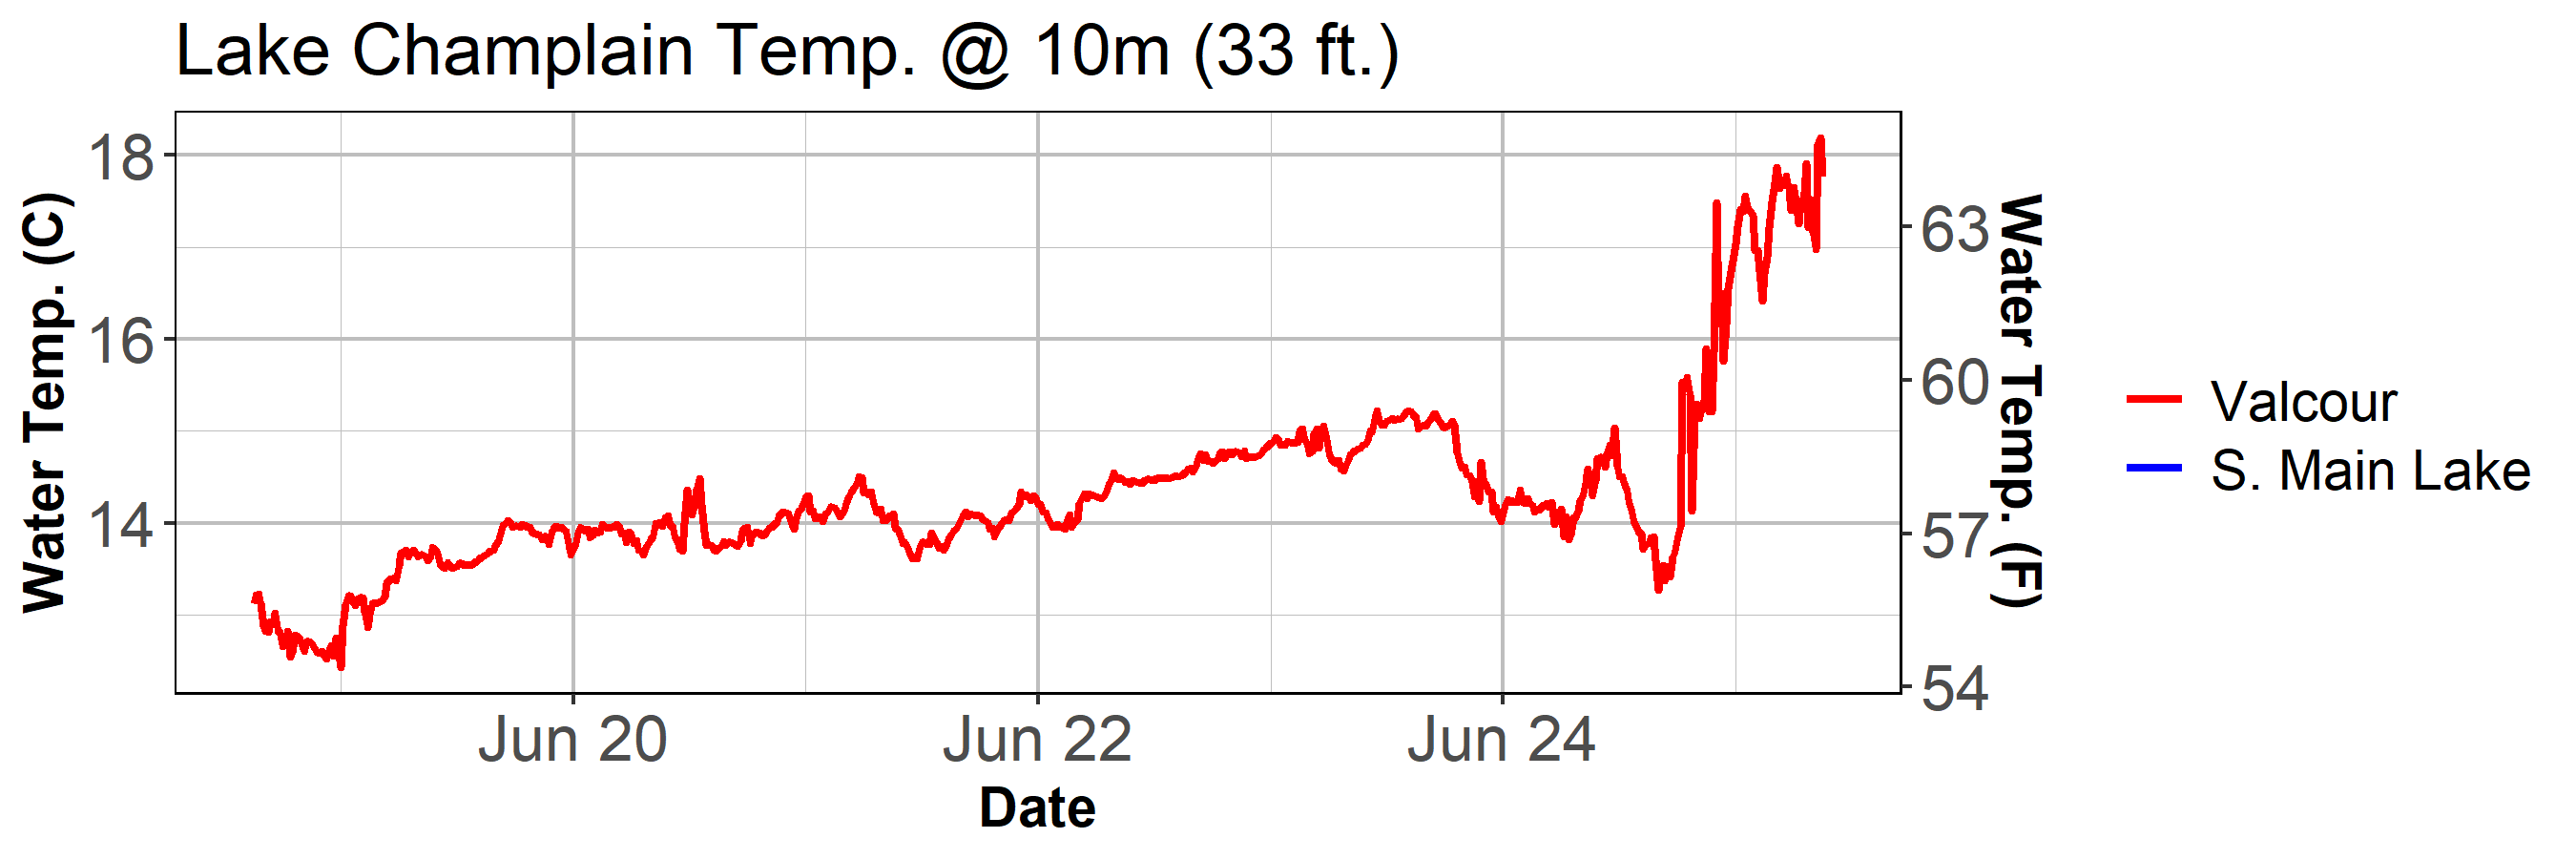 Lake Champlain Temp. @ 10m (33 ft.)
Water Temp. (C)
18
16
14
63
60
57
54
Water Temp. (F)
Jun 20
Jun 22
Jun 24
Date
Valcour
S. Main Lake